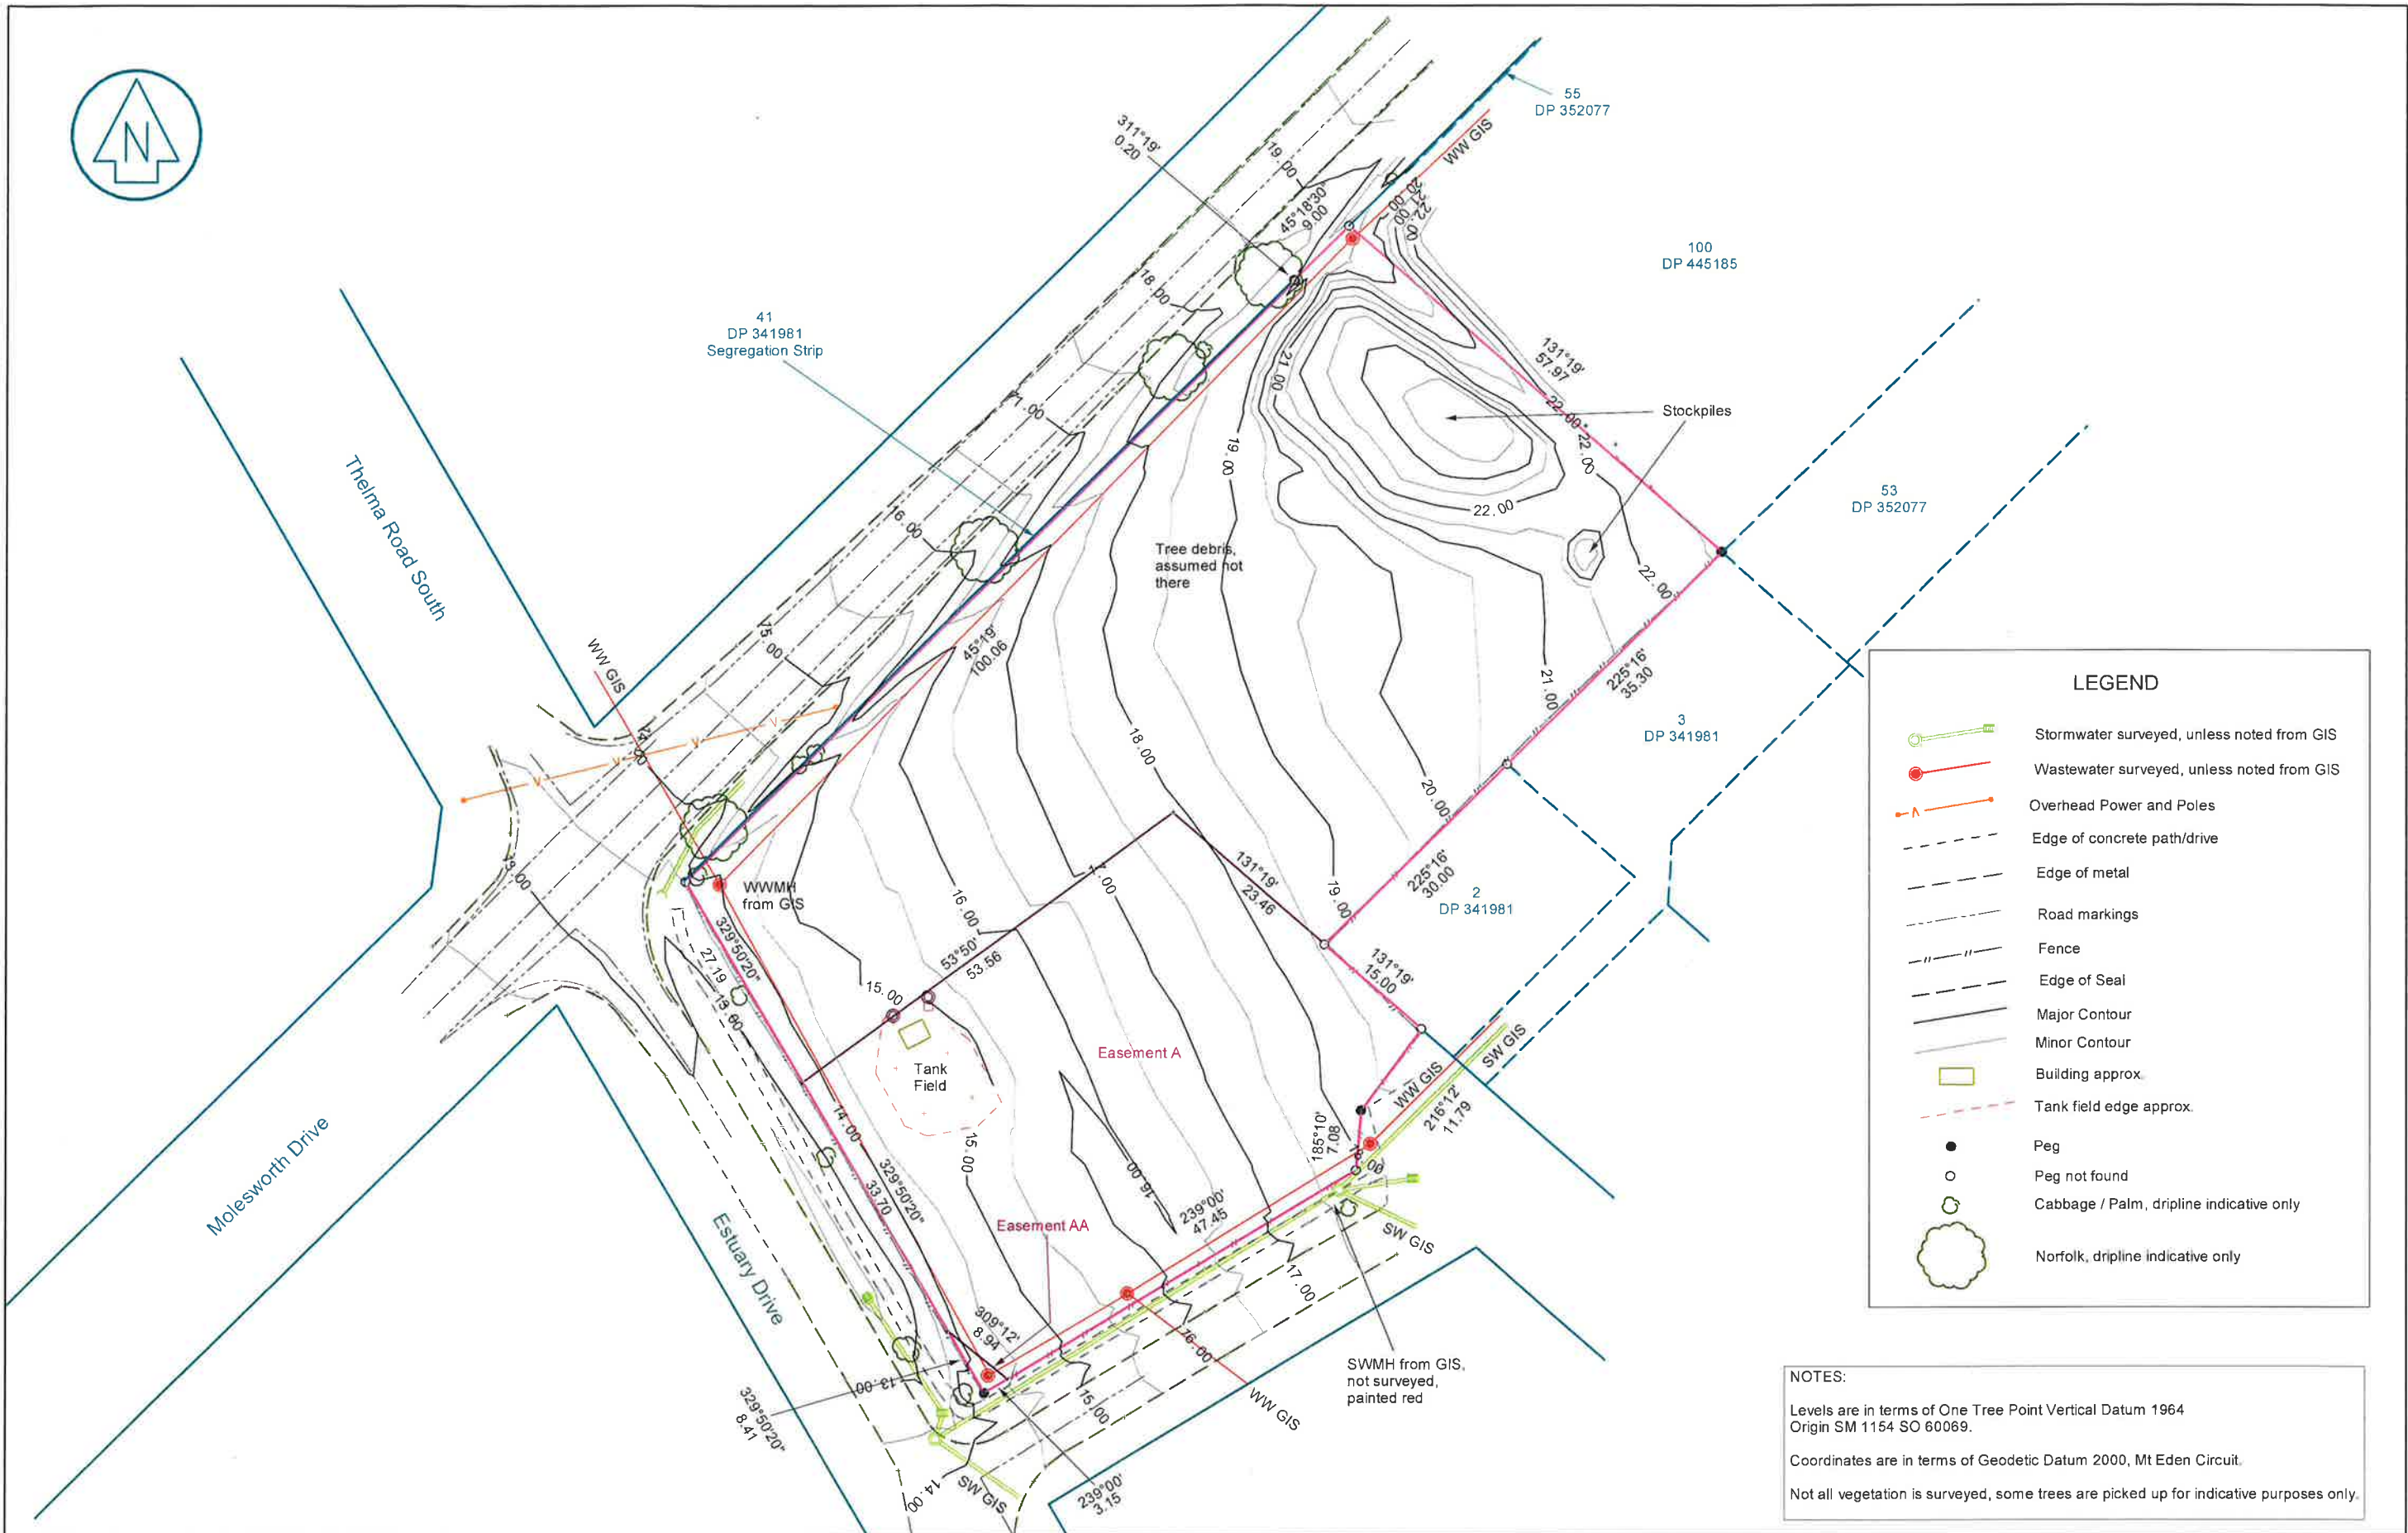 N
55
DP 352077
WW GIS
311°19'
0.20
19.00
45°18'30"
9.00
20.00
21.00
22.00
100
DP 445185
18.00
41
DP 341981
Segregation Strip
131°19'
57.97
21.00
17.00
22.00
22.00
Stockpiles
19.00
53
DP 352077
22.00
16.00
Tree debris,
assumed not
there
22.00
Thelma Road South
15.00
45°19'
100.06
WW GIS
225°16'
35.30
21.00
3
DP 341981
14.00
18.00
20.00
13.00
WWMH
from GIS
131°19'
23.46
17.00
225°16'
30.00
2
DP 341981
19.00
16.00
329°50'20"
27.19
53°50'
53.56
131°19'
15.00
15.00
13.00
Easement A
Tank
Field
SW GIS
WW GIS
216°12'
11.79
14.00
185°10'
7.08
18.00
15.00
16.00
Molesworth Drive
329°50'20"
33.70
239°00'
47.45
Easement AA
SW GIS
Estuary Drive
17.00
309°12'
8.94
16.00
SWMH from GIS,
not surveyed,
painted red
13.00
329°50'20"
8.41
15.00
WW GIS
14.00
SW GIS
239°00'
3.15
LEGEND
Stormwater surveyed, unless noted from GIS
Wastewater surveyed, unless noted from GIS
Overhead Power and Poles
Edge of concrete path/drive
Edge of metal
Road markings
Fence
Edge of Seal
Major Contour
Minor Contour
Building approx.
Tank field edge approx.
Peg
Peg not found
Cabbage / Palm, dripline indicative only
Norfolk, dripline indicative only
NOTES:
Levels are in terms of One Tree Point Vertical Datum 1964
Origin SM 1154 SO 60069.
Coordinates are in terms of Geodetic Datum 2000, Mt Eden Circuit.
Not all vegetation is surveyed, some trees are picked up for indicative purposes only.